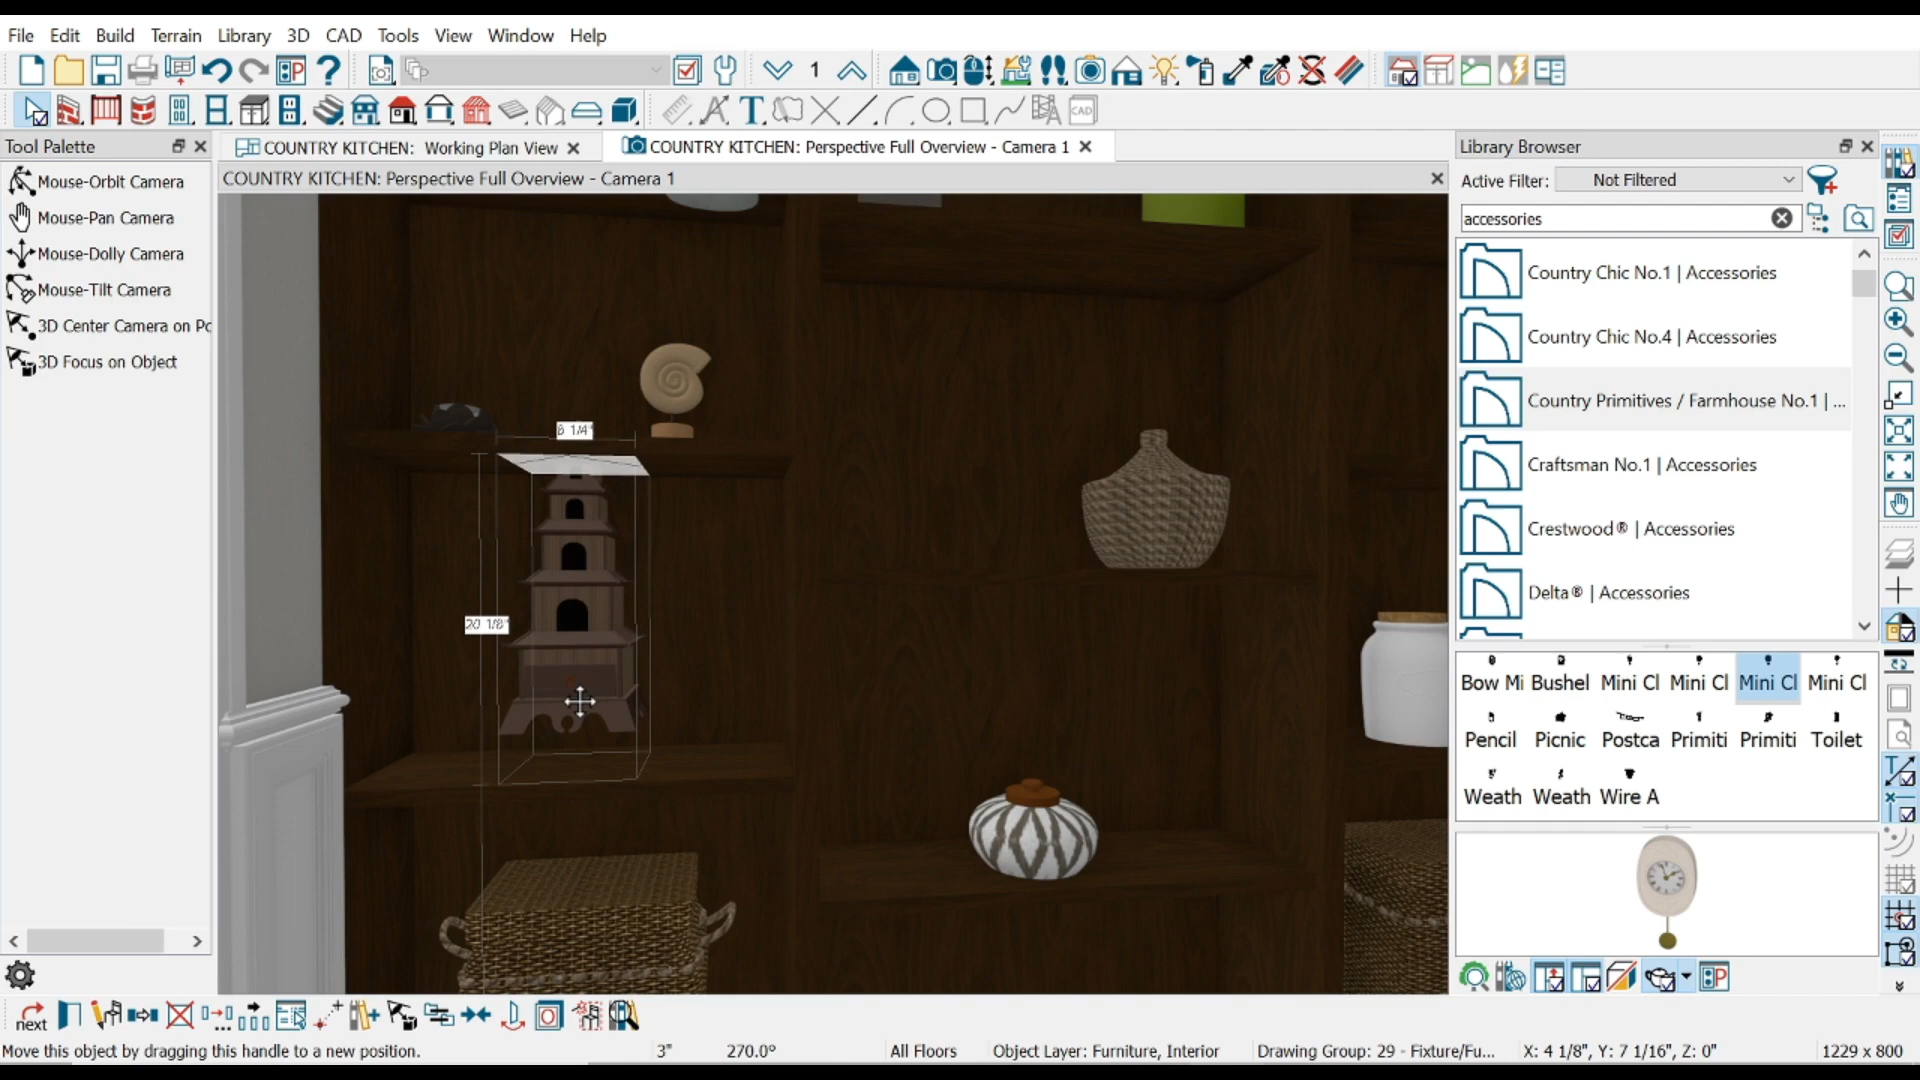 File Edit Build Terrain Library 3D CAD Tools View Window Help
1
CAD
Tool Palette
COUNTRY KITCHEN: Working Plan View
COUNTRY KITCHEN: Perspective Full Overview - Camera 1
Library Browser
COUNTRY KITCHEN: Perspective Full Overview - Camera 1
Active Filter: Not Filtered
accessories
Mouse-Orbit Camera
Mouse-Pan Camera
Mouse-Dolly Camera
Mouse-Tilt Camera
3D Center Camera on Po
3D Focus on Object
Country Chic No.1 | Accessories
Country Chic No.4 | Accessories
Country Primitives / Farmhouse No.1 | ...
Craftsman No.1 | Accessories
Crestwood® | Accessories
Delta® | Accessories
20 1/8"
Bow Mi Bushel Mini Cl Mini Cl Mini Cl Mini Cl
Pencil Picnic Postca Primiti Primiti Toilet
Weath Weath Wire A
next
Move this object by dragging this handle to a new position.
3"
270.0°
All Floors
Object Layer: Furniture, Interior
Drawing Group: 29 - Fixture/Fu...
X: 4 1/8", Y: 7 1/16", Z: 0"
1229 x 800